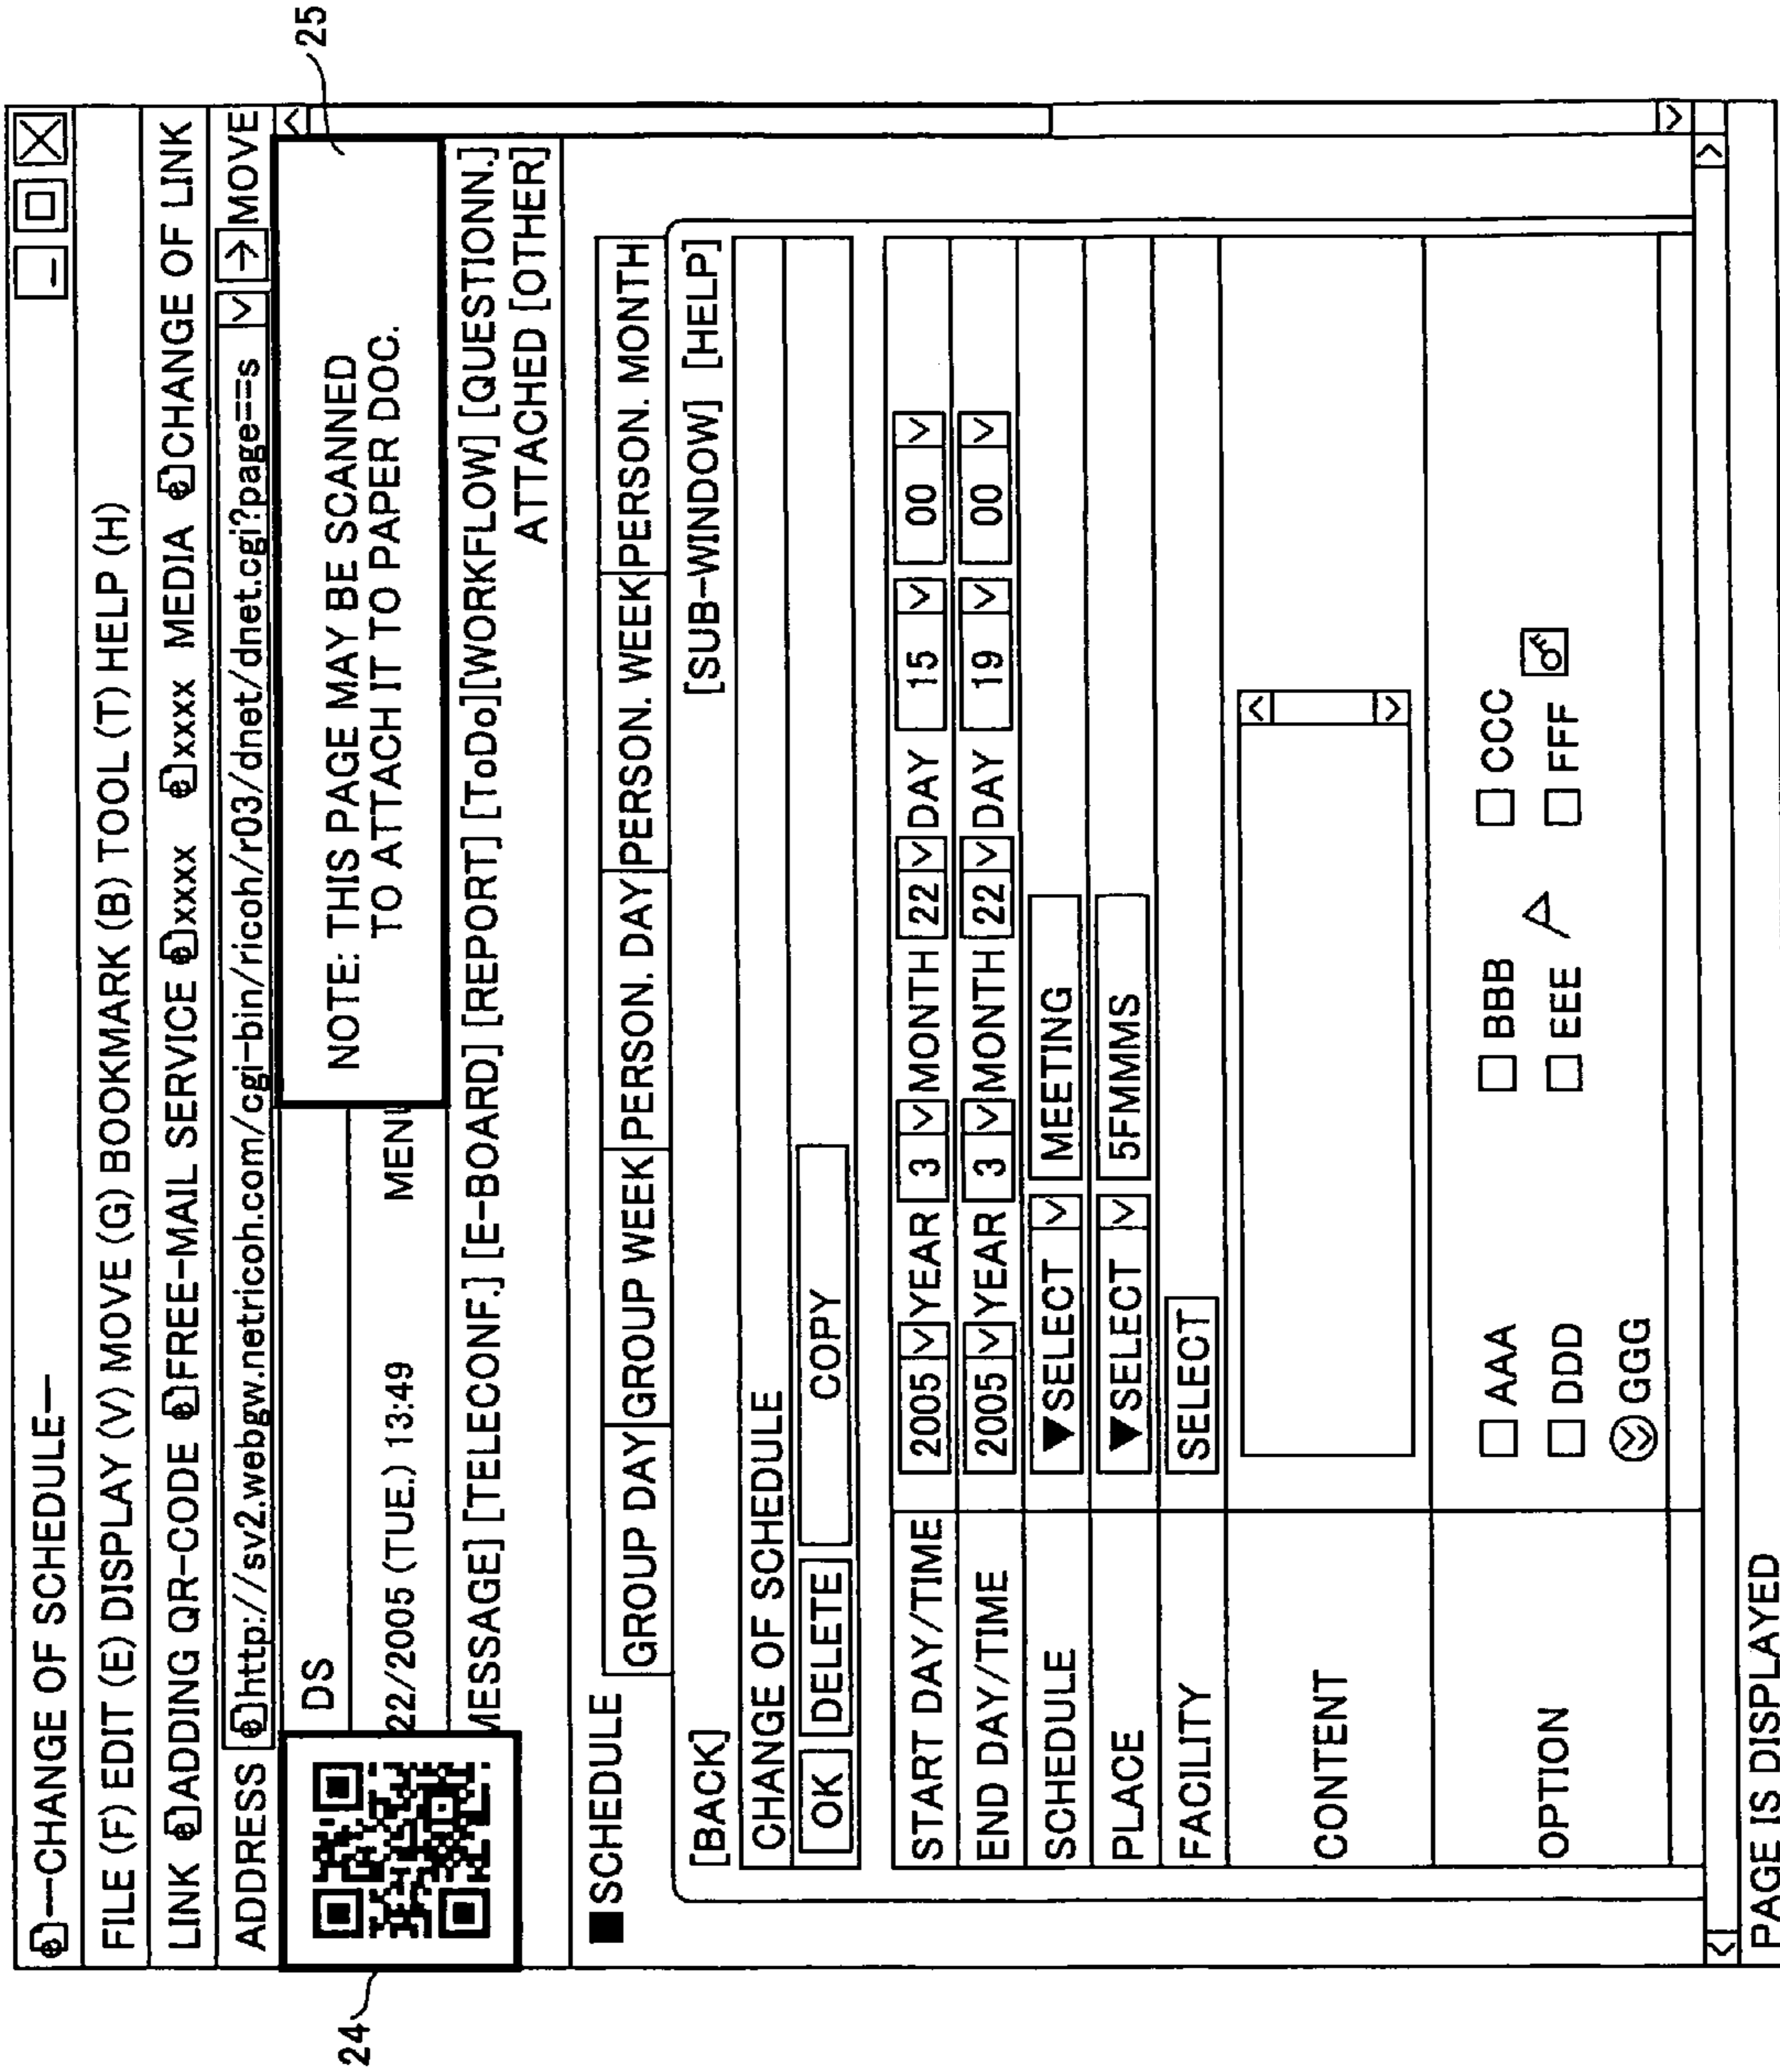 ---CHANGE OF SCHEDULE---
FILE (F) EDIT (E) DISPLAY (V) MOVE (G) BOOKMARK (B) TOOL (T) HELP (H)
LINK ADDING QR-CODE FREE-MAIL SERVICE xxxx xxxx MEDIA CHANGE OF LINK
ADDRESS http://sv2.webgw.netricoh.com/cgi-bin/ricoh/r03/dnet/dnet.cgi?page==s MOVE
24
25
DS
NOTE: THIS PAGE MAY BE SCANNED
TO ATTACH IT TO PAPER DOC.
22/2005 (TUE.) 13:49 MENU
MESSAGE] [TELECONF.] [E-BOARD] [REPORT] [ToDo][WORKFLOW] [QUESTIONN.]
ATTACHED [OTHER]
■SCHEDULE
GROUP DAY GROUP WEEK PERSON. DAY PERSON. WEEK PERSON. MONTH
[BACK] [SUB-WINDOW] [HELP]
CHANGE OF SCHEDULE
OK DELETE COPY
START DAY/TIME 2005 YEAR 3 MONTH 22 DAY 15 00
END DAY/TIME 2005 YEAR 3 MONTH 22 DAY 19 00
SCHEDULE ▼SELECT MEETING
PLACE ▼SELECT 5FMMMS
FACILITY SELECT
CONTENT
OPTION
□ AAA □ BBB □ CCC
□ DDD □ EEE □ FFF
GGG
PAGE IS DISPLAYED